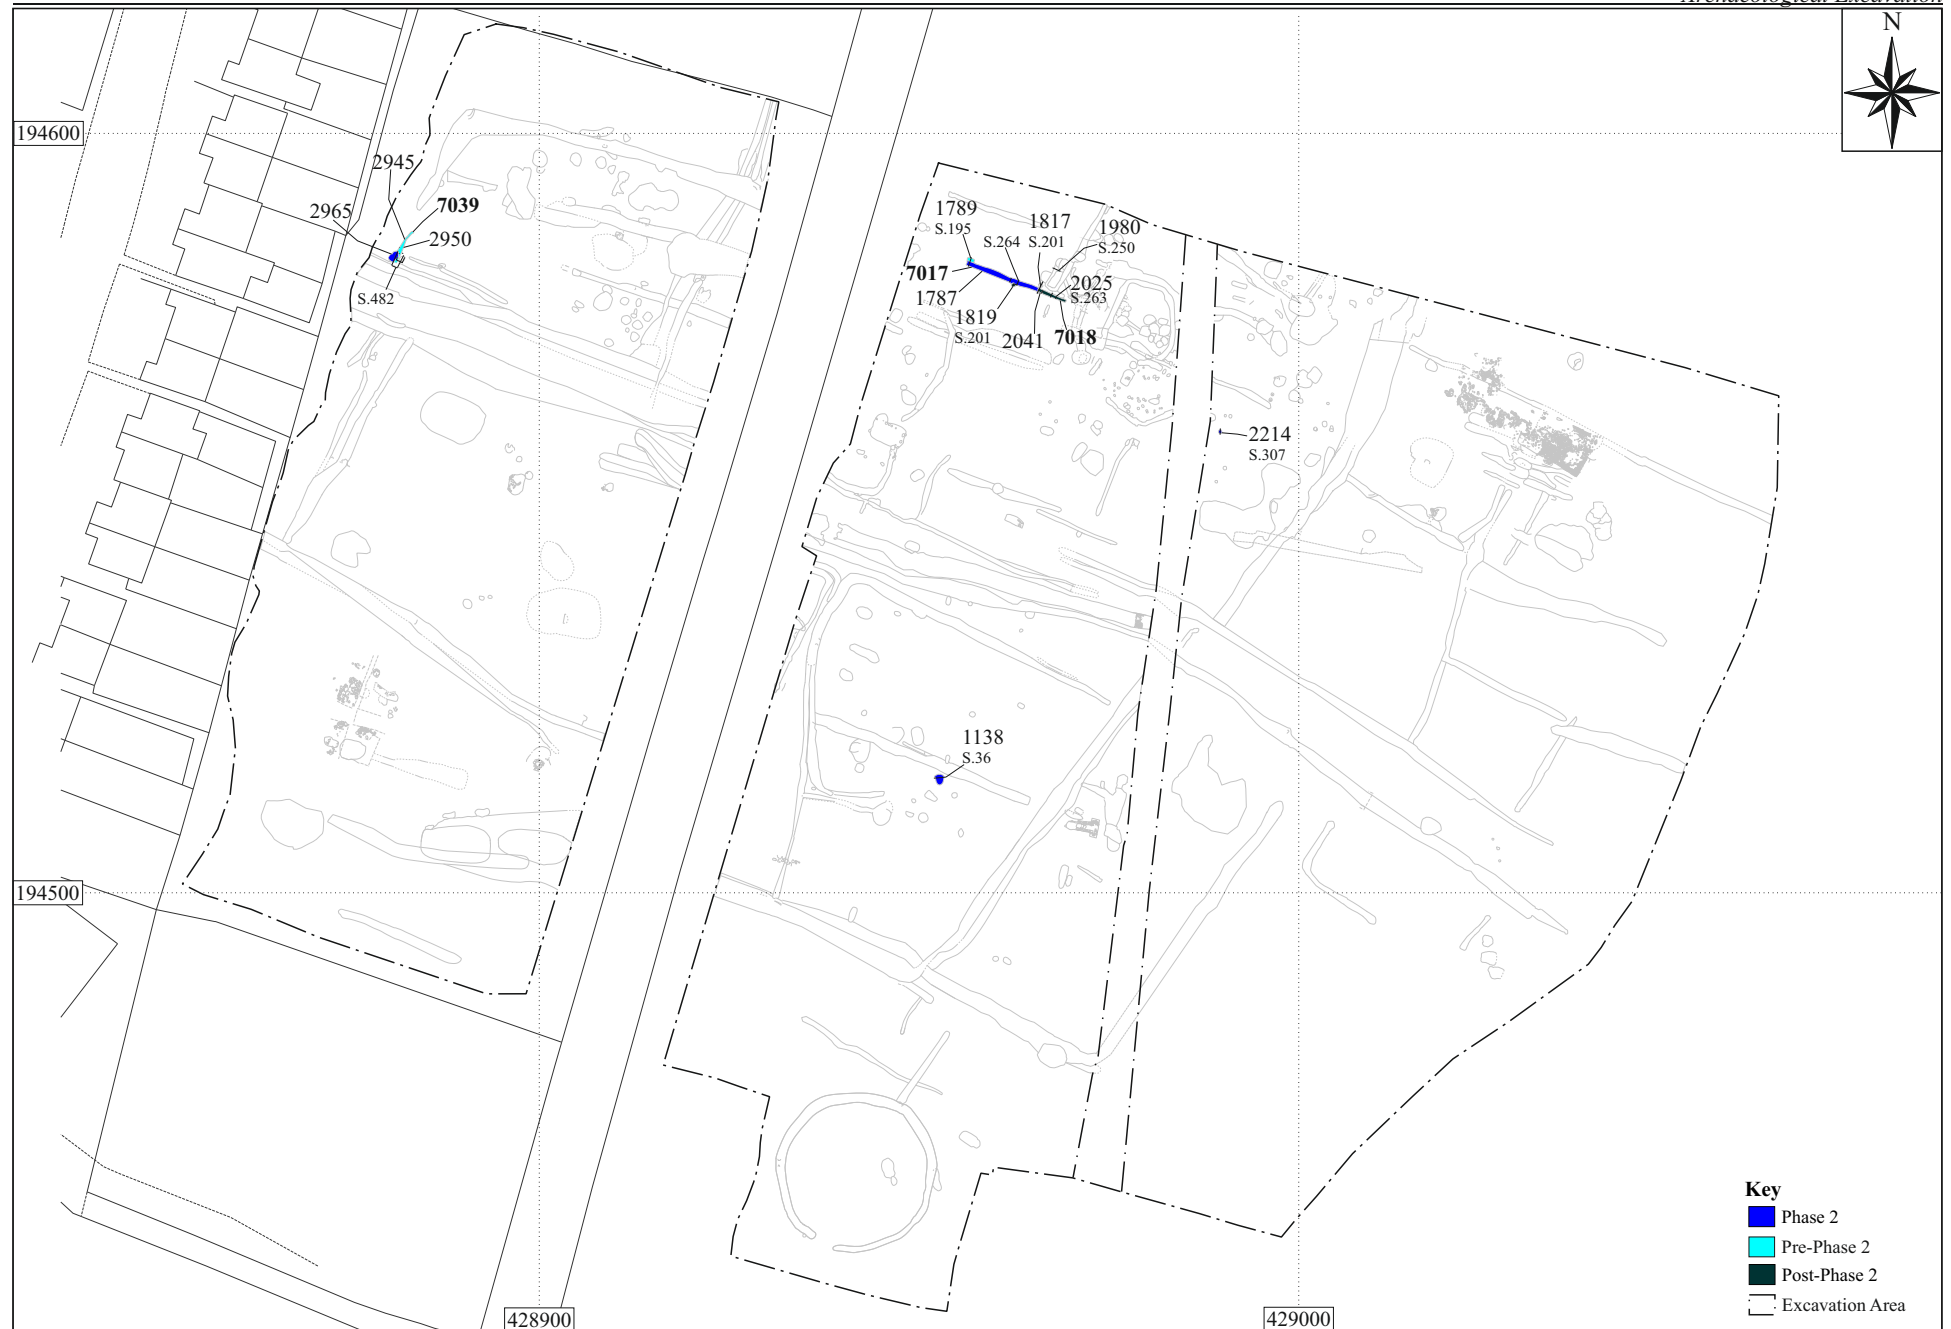 Archaeological Excavation
N
194600
2945
2965
7039
2950
S.482
1789
S.195
1817
S.264
S.201
1980
S.250
7017
2025
S.263
1787
1819
S.201
2041
7018
2214
S.307
1138
S.36
194500
Key
Phase 2
Pre-Phase 2
Post-Phase 2
Excavation Area
428900
429000